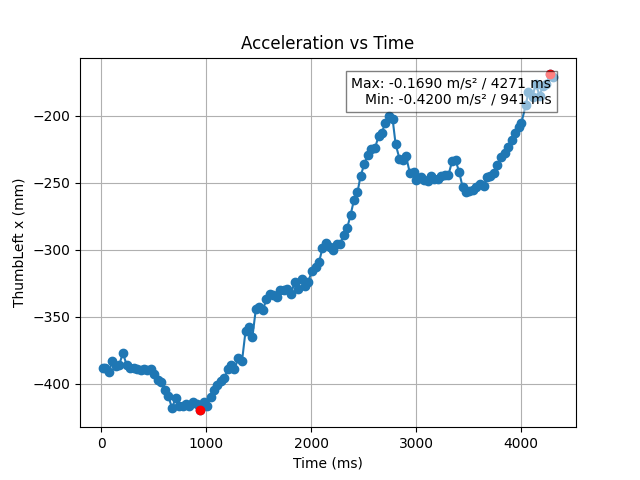 Acceleration vs Time
Max: -0.1690 m/s² / 4271 ms
Min: -0.4200 m/s² / 941 ms
ThumbLeft x (mm)
−200
−250
−300
−350
−400
0
1000
2000
3000
4000
Time (ms)